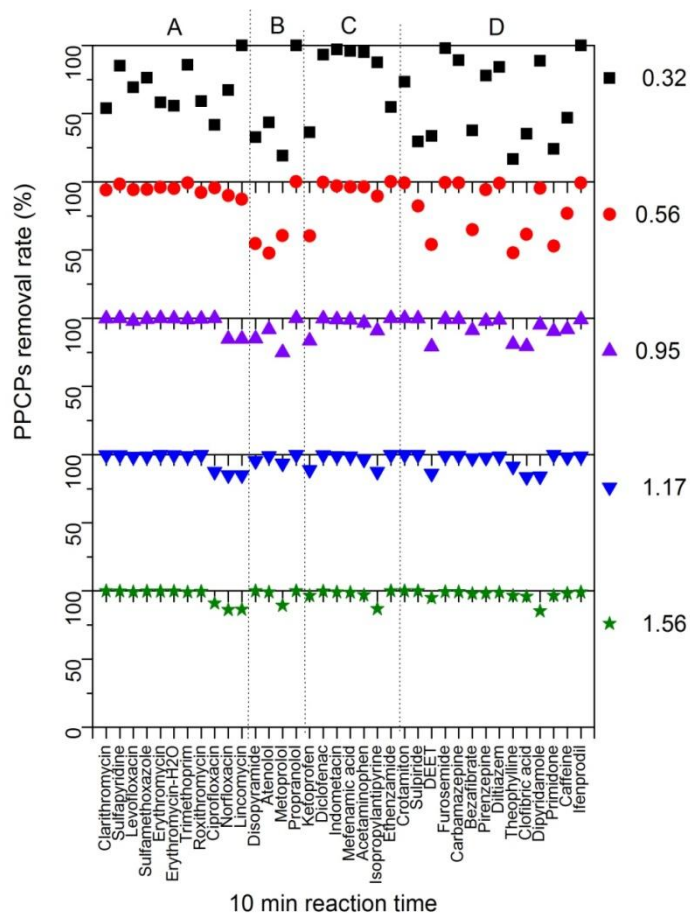 A B C D
PPCPs removal rate (%)
100
50
0.32
100
50
0.56
100
50
0.95
100
50
1.17
100
50
0
1.56
Clarithromycin
Sulfapyridine
Levofloxacin
Sulfamethoxazole
Erythromycin
Erythromycin-H2O
Trimethoprim
Roxithromycin
Ciprofloxacin
Norfloxacin
Lincomycin
Disopyramide
Atenolol
Metoprolol
Propranolol
Ketoprofen
Diclofenac
Indometacin
Mefenamic acid
Acetaminophen
Isopropylantipyrine
Ethenzamide
Crotamiton
Sulpiride
DEET
Furosemide
Carbamazepine
Bezafibrate
Pirenzepine
Diltiazem
Theophylline
Clofibric acid
Dipyridamole
Primidone
Caffeine
Ifenprodil
10 min reaction time